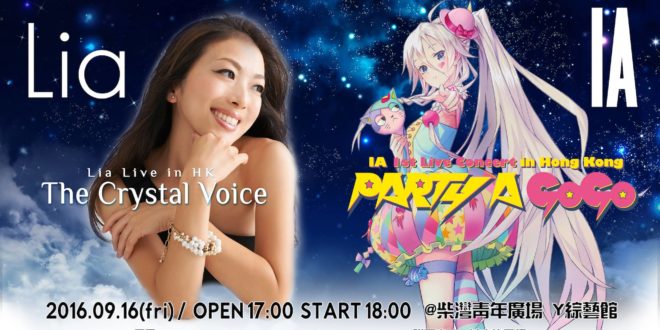 Lia
IA
Lia Live in HK
The Crystal Voice
IA 1st Live Concert in Hong Kong
PARTY A GoGo
2016.09.16(fri) / OPEN 17:00 START 18:00 @柴灣青年廣場 Y綜藝館